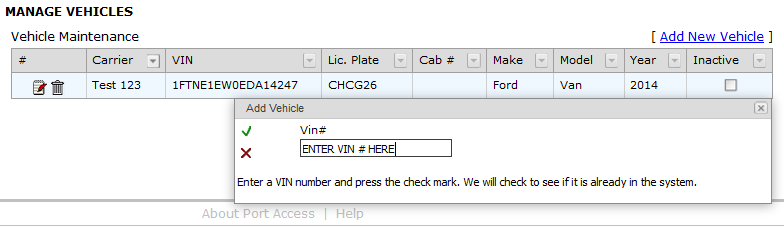 MANAGE VEHICLES
Vehicle Maintenance [ Add New Vehicle ]
# Carrier VIN Lic. Plate Cab # Make Model Year Inactive
Test 123 1FTNE1EW0EDA14247 CHCG26 Ford Van 2014
Add Vehicle
Vin#
ENTER VIN # HERE
Enter a VIN number and press the check mark. We will check to see if it is already in the system.
About Port Access | Help